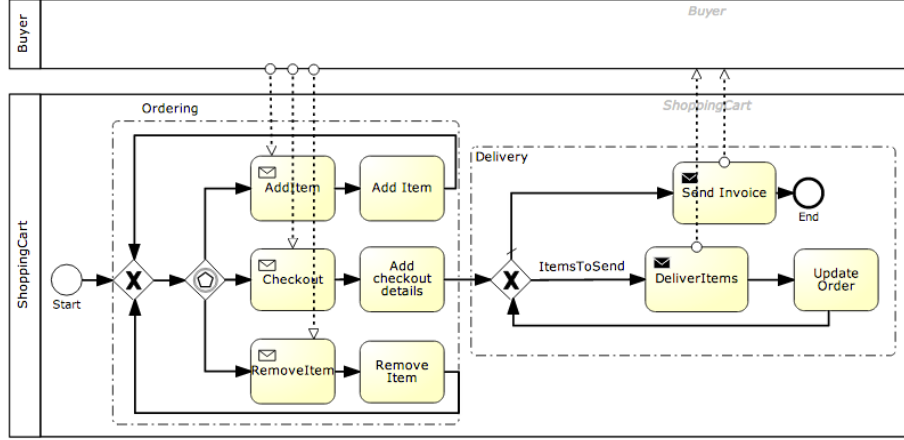 Buyer
Buyer
ShoppingCart
ShoppingCart
Ordering
Delivery
AddItem
Add Item
Send Invoice
End
Start
Checkout
Add
checkout
details
ItemsToSend
DeliverItems
Update
Order
RemoveItem
Remove
Item